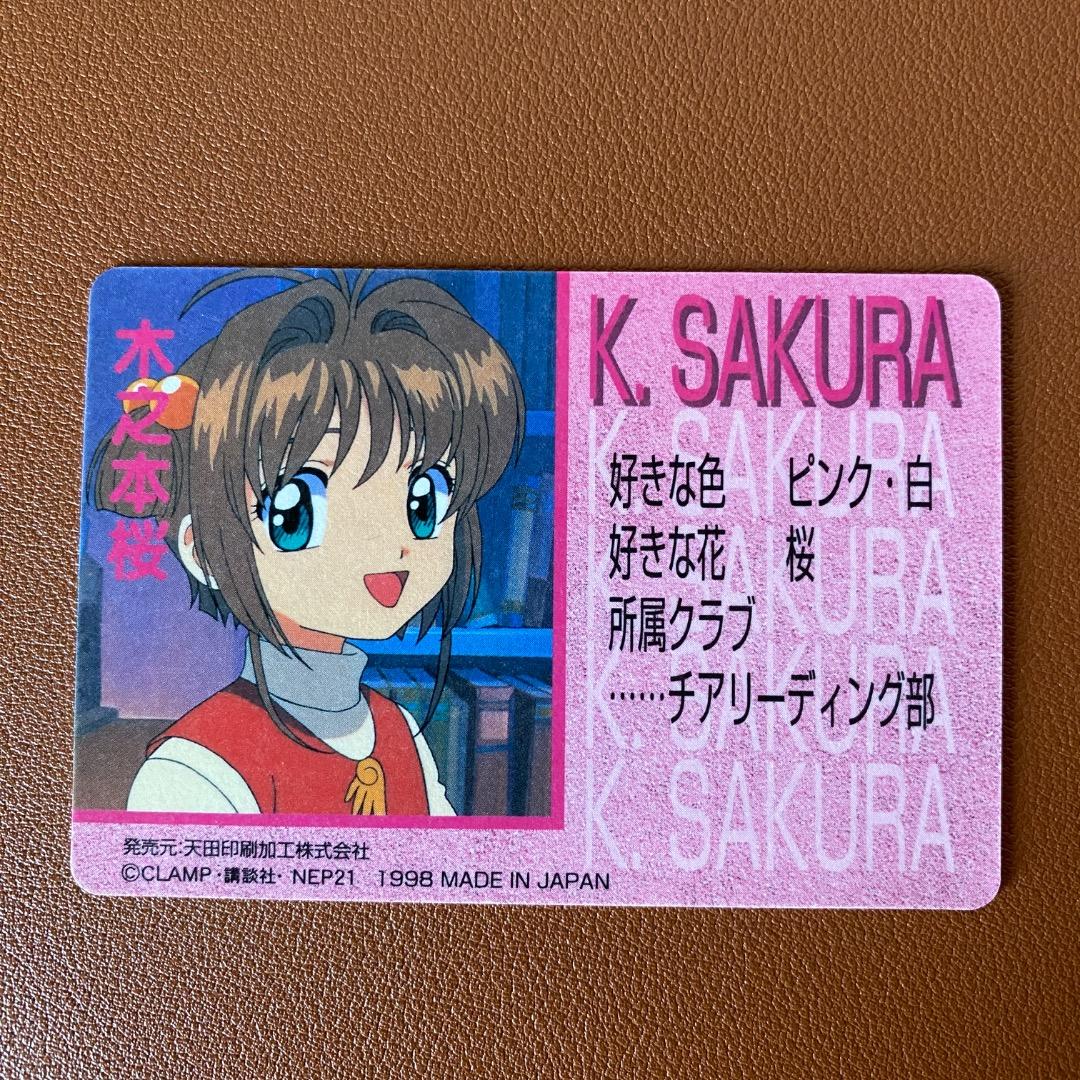 木之本桜
K. SAKURA
K. SAKURA
好きな色　ピンク・白
K. SAKURA
好きな花　桜
所属クラブ
K. SAKURA
……チアリーディング部
K. SAKURA
発売元:天田印刷加工株式会社
©CLAMP・講談社・NEP21 1998 MADE IN JAPAN